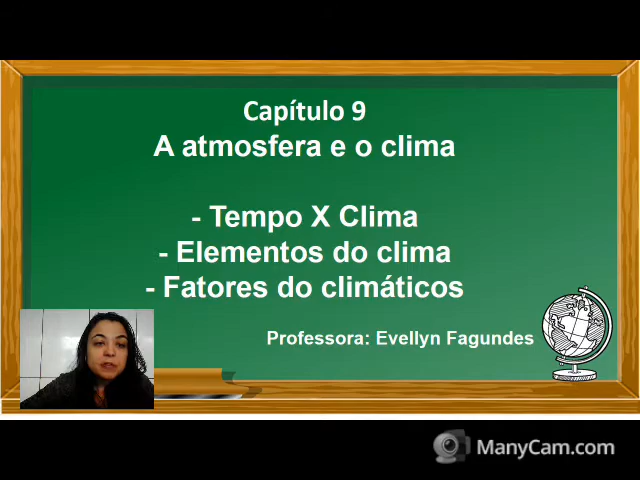 Capítulo 9
A atmosfera e o clima
- Tempo X Clima
- Elementos do clima
- Fatores do climáticos
Professora: Evellyn Fagundes
ManyCam.com